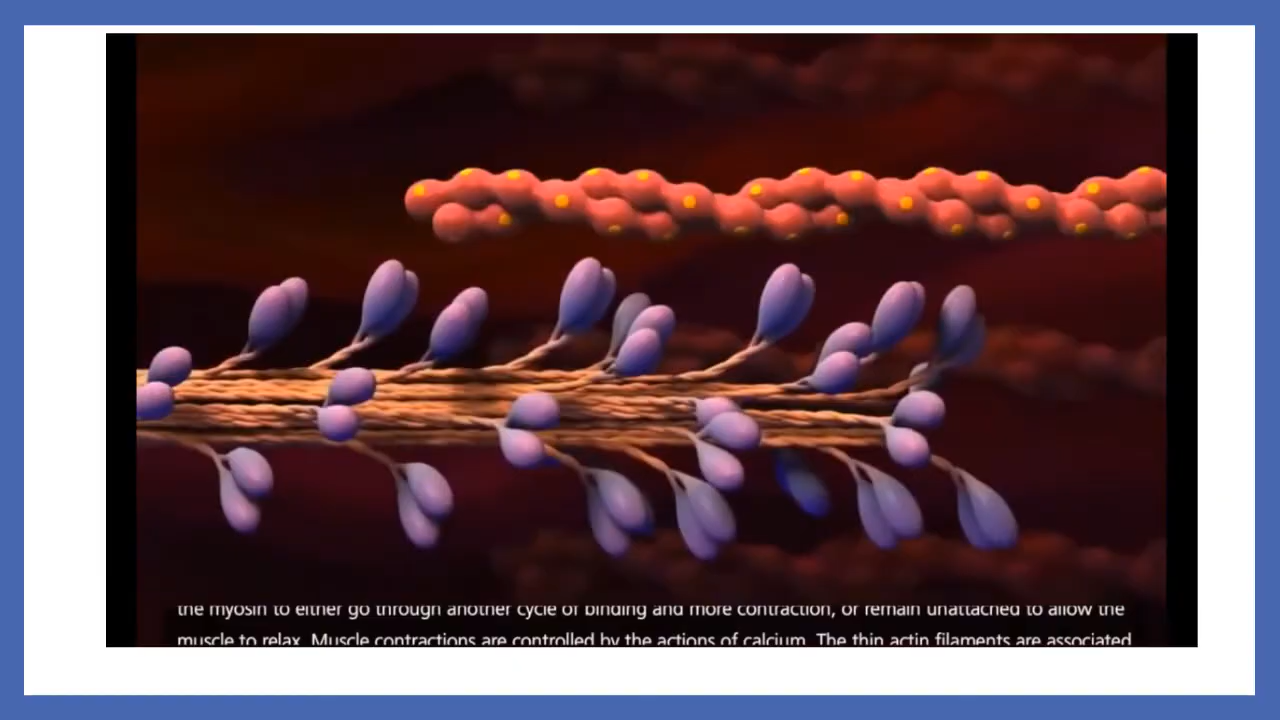 the myosin to either go through another cycle of binding and more contraction, or remain unattached to allow the
muscle to relax. Muscle contractions are controlled by the actions of calcium. The thin actin filaments are associated